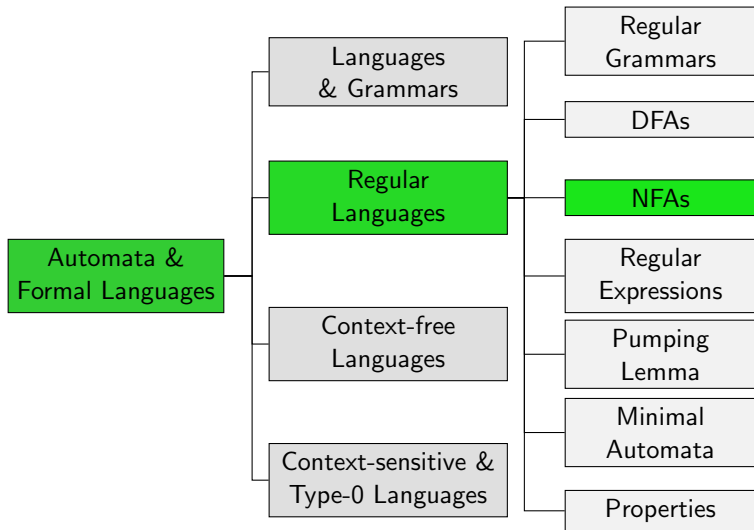 Automata &
Formal Languages
Languages
& Grammars
Regular
Languages
Context-free
Languages
Context-sensitive &
Type-0 Languages
Regular
Grammars
DFAs
NFAs
Regular
Expressions
Pumping
Lemma
Minimal
Automata
Properties